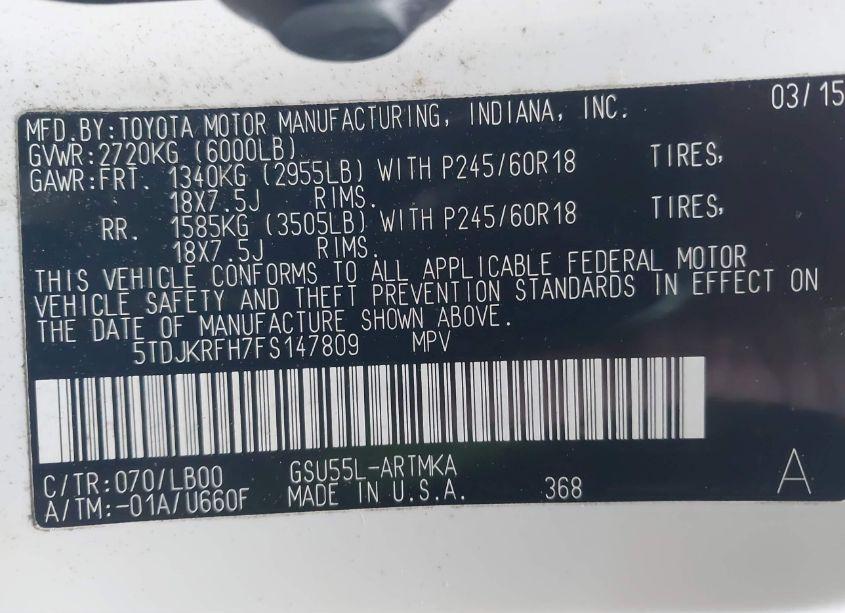 MFD.BY:TOYOTA MOTOR MANUFACTURING, INDIANA, INC. 03/15
GVWR:2720KG (6000LB)
GAWR:FRT. 1340KG (2955LB) WITH P245/60R18 TIRES,
18X7.5J RIMS.
RR. 1585KG (3505LB) WITH P245/60R18 TIRES,
18X7.5J RIMS.
THIS VEHICLE CONFORMS TO ALL APPLICABLE FEDERAL MOTOR
VEHICLE SAFETY AND THEFT PREVENTION STANDARDS IN EFFECT ON
THE DATE OF MANUFACTURE SHOWN ABOVE.
5TDJKRFH7FS147809 MPV
C/TR:070/LB00 GSU55L-ARTMKA
A/TM:-01A/U660F MADE IN U.S.A. 368 A